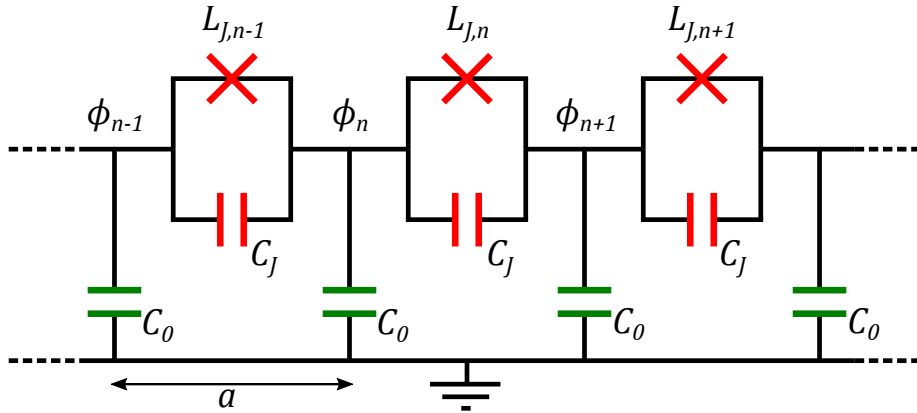 L_{J,n-1} L_{J,n} L_{J,n+1}
ϕ_{n-1} ϕ_n ϕ_{n+1}
C_J C_J C_J
C_0 C_0 C_0 C_0
a